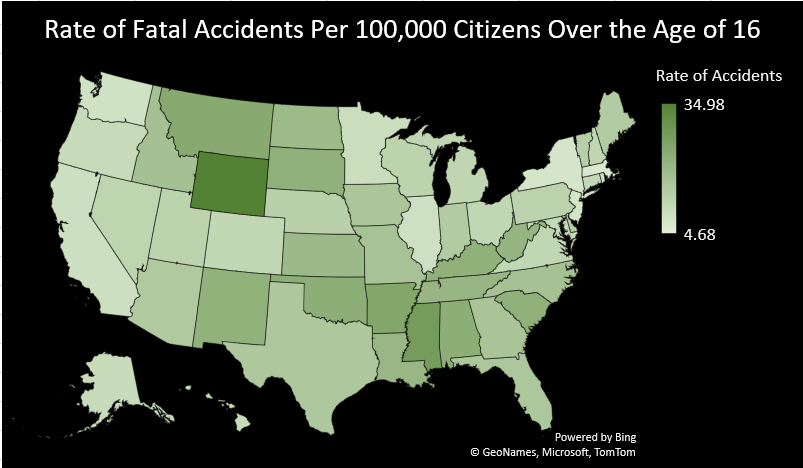 Rate of Fatal Accidents Per 100,000 Citizens Over the Age of 16
Rate of Accidents
34.98
4.68
Powered by Bing
© GeoNames, Microsoft, TomTom